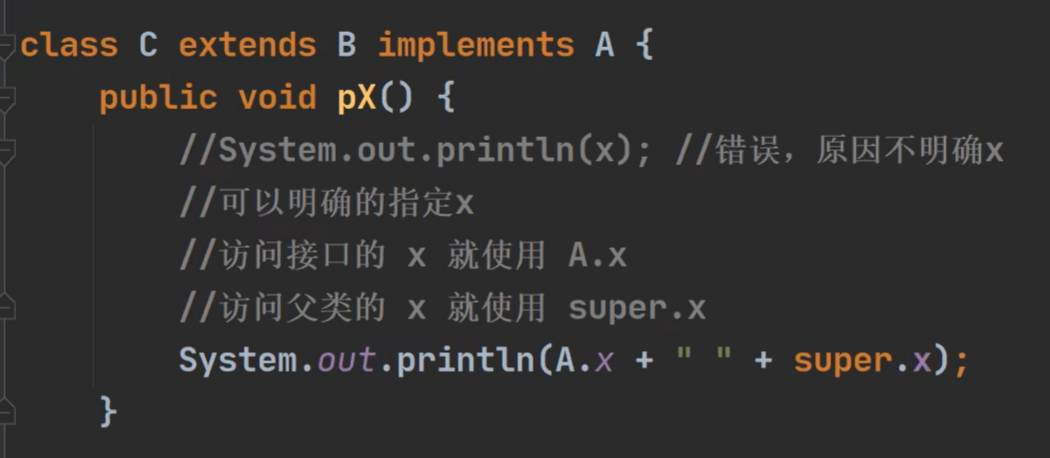 class C extends B implements A {
public void pX() {
//System.out.println(x); //错误，原因不明确x
//可以明确的指定x
//访问接口的 x 就使用 A.x
//访问父类的 x 就使用 super.x
System.out.println(A.x + " " + super.x);
}